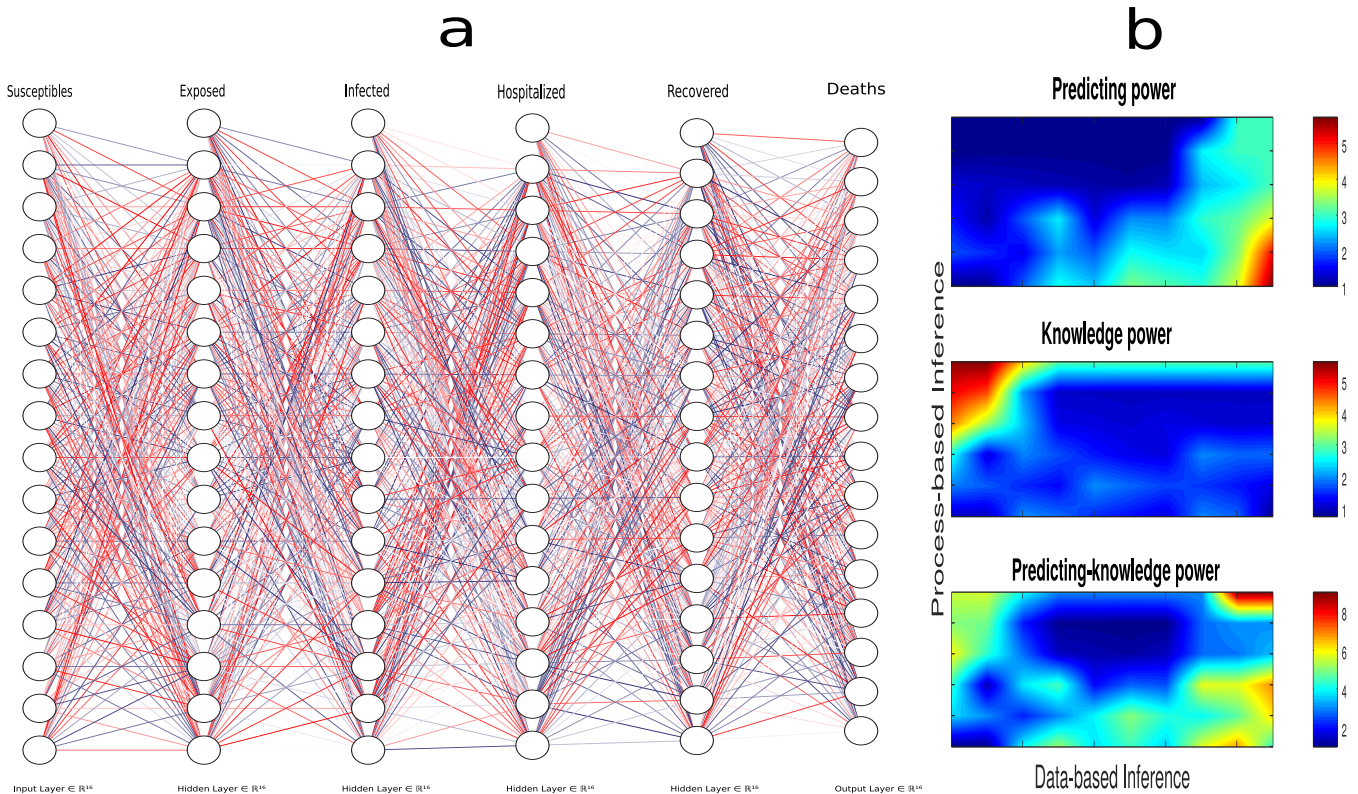 a
Susceptibles
Exposed
Infected
Hospitalized
Recovered
Deaths
Input Layer ∈ ℝ¹⁶
Hidden Layer ∈ ℝ¹⁶
Hidden Layer ∈ ℝ¹⁶
Hidden Layer ∈ ℝ¹⁶
Hidden Layer ∈ ℝ¹⁶
Output Layer ∈ ℝ¹⁶
b
Process-based Inference
Predicting power
5
4
3
2
1
Knowledge power
5
4
3
2
1
Predicting-knowledge power
8
6
4
2
Data-based Inference